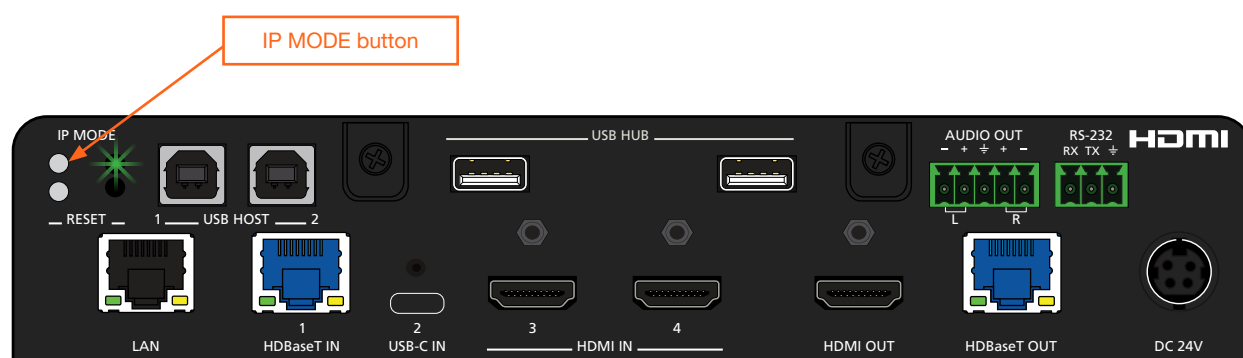 IP MODE button
IP MODE
USB HUB
AUDIO OUT
- + ⏚ + -
RS-232
RX TX ⏚
HDMI
L R
RESET
1 USB HOST 2
1
2
3
4
LAN
HDBaseT IN
USB-C IN
HDMI IN
HDMI OUT
HDBaseT OUT
DC 24V